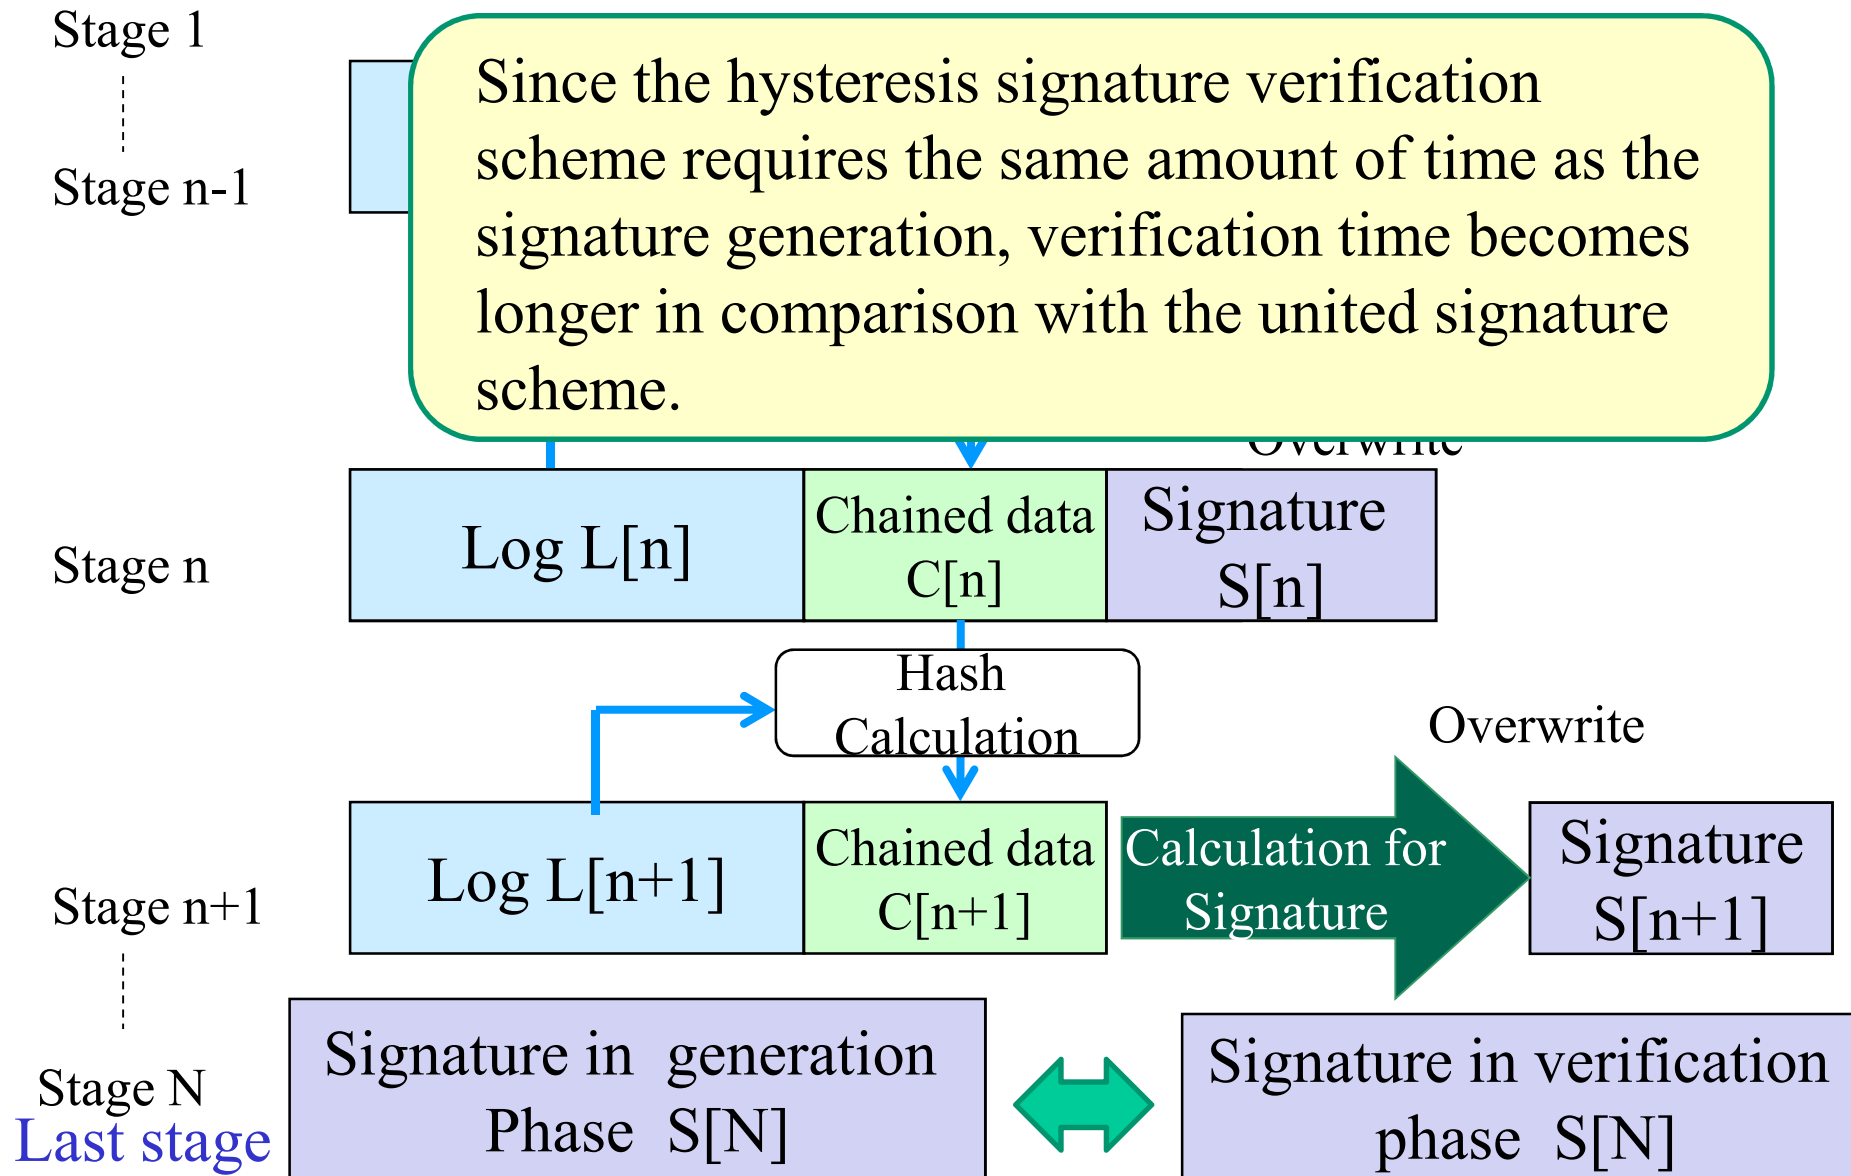 Stage 1
Stage n-1
Since the hysteresis signature verification
scheme requires the same amount of time as the
signature generation, verification time becomes
longer in comparison with the united signature
scheme.
Overwrite
Stage n
Log L[n]
Chained data
C[n]
Signature
S[n]
Hash
Calculation
Overwrite
Stage n+1
Log L[n+1]
Chained data
C[n+1]
Calculation for
Signature
Signature
S[n+1]
Stage N
Last stage
Signature in  generation
Phase  S[N]
Signature in verification
phase  S[N]